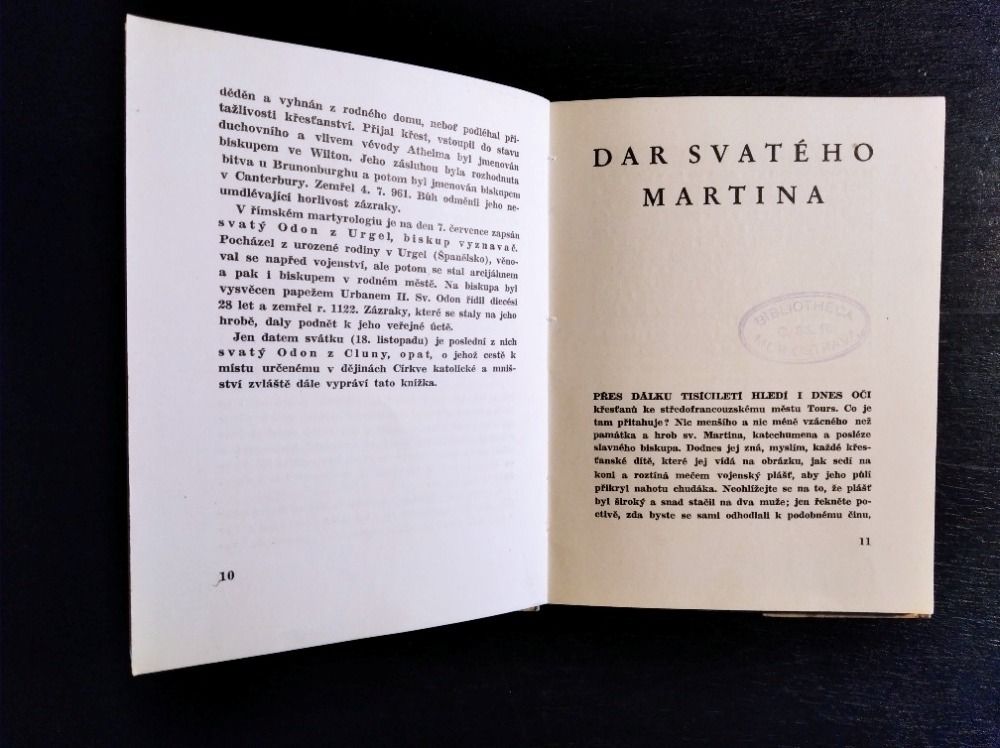 děděn a vyhnán z rodného domu, neboť podléhal při-
tažlivosti křesťanství. Přijal křest, vstoupil do stavu
duchovního a vlivem vévody Athelma byl jmenován
biskupem ve Wilton. Jeho zásluhou byla rozhodnuta
bitva u Brunonburghu a potom byl jmenován biskupem
v Canterbury. Zemřel 4. 7. 961. Bůh odměnil jeho ne-
umdlévající horlivost zázraky.
V římském martyrologiu je na den 7. července zapsán
svatý Odon z Urgel, biskup vyznavač.
Pocházel z urozené rodiny v Urgel (Španělsko), věno-
val se napřed vojenství, ale potom se stal arcijáhnem
a pak i biskupem v rodném městě. Na biskupa byl
vysvěcen papežem Urbanem II. Sv. Odon řídil diecési
28 let a zemřel r. 1122. Zázraky, které se staly na jeho
hrobě, daly podnět k jeho veřejné úctě.
Jen datem svátku (18. listopadu) je poslední z nich
svatý Odon z Cluny, opat, o jehož cestě k
místu určenému v dějinách Církve katolické a mniš-
ství zvláště dále vypráví tato knížka.
10
DAR SVATÉHO
MARTINA
BIBLIOTHECA
PŘES DÁLKU TISÍCILETÍ HLEDÍ I DNES OČI
křesťanů ke středofrancouzskému městu Tours. Co je
tam přitahuje? Nic menšího a nic méně vzácného než
památka a hrob sv. Martina, katechumena a posléze
slavného biskupa. Dodnes jej zná, myslím, každé křes-
ťanské dítě, které jej vídá na obrázku, jak sedí na
koni a roztíná mečem vojenský plášť, aby jeho půlí
přikryl nahotu chudáka. Neohlížejte se na to, že plášť
byl široký a snad stačil na dva muže; jen řekněte po-
ctivě, zda byste se sami odhodlali k podobnému činu,
11